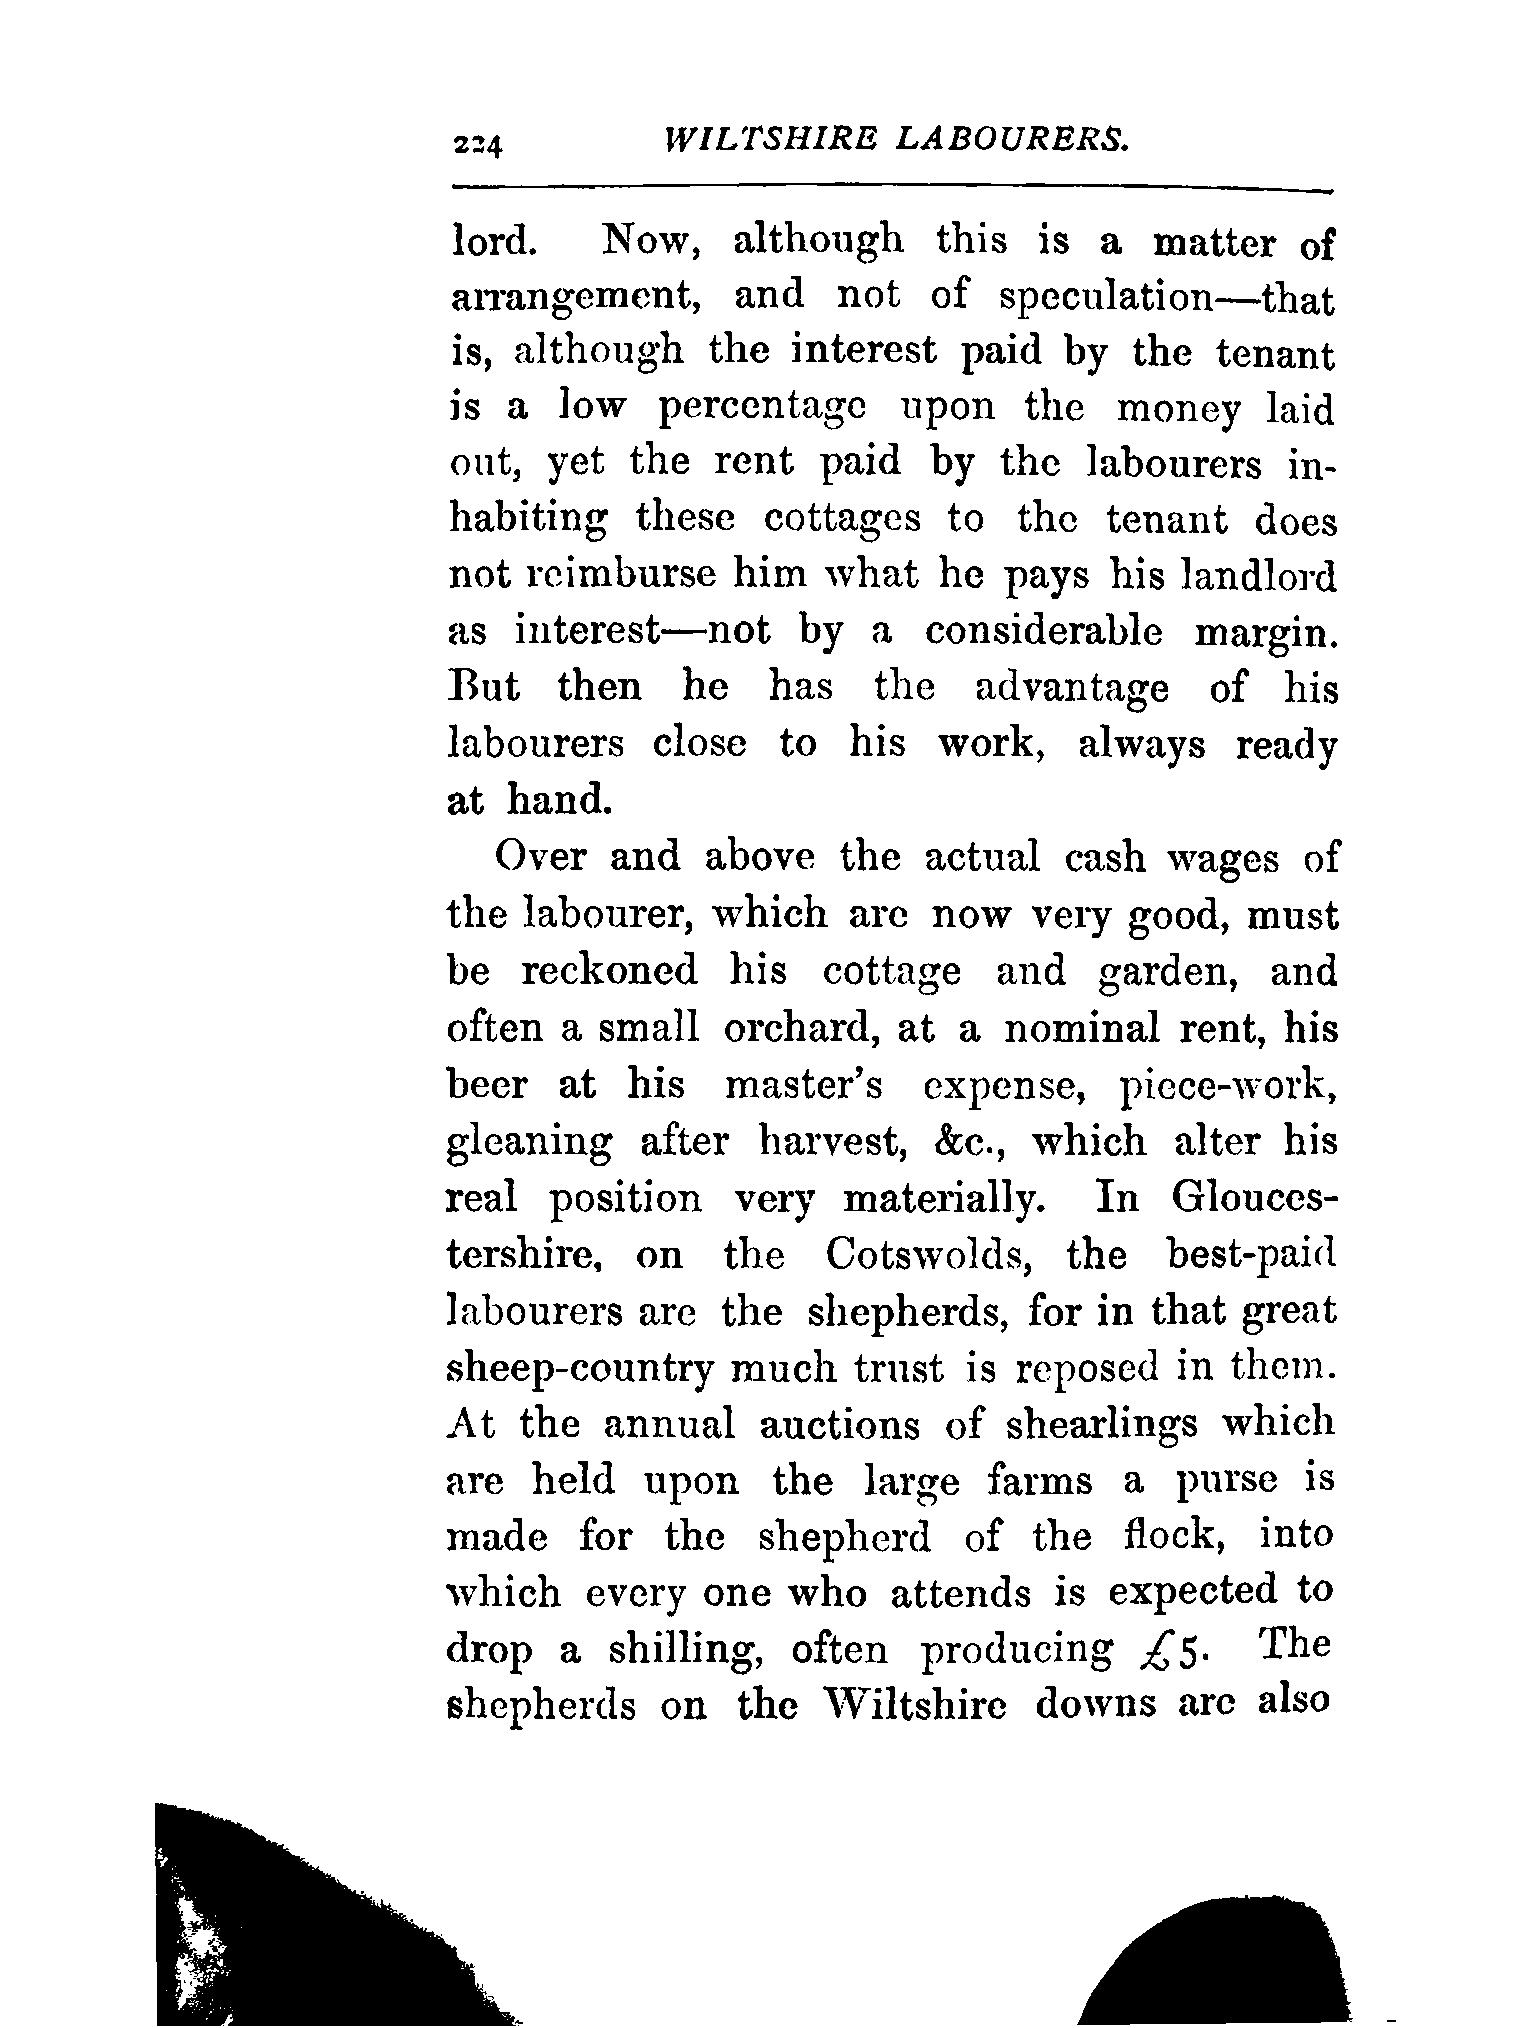 224 WILTSHIRE LABOURERS.
lord. Now, although this is a matter of
arrangement, and not of speculation—that
is, although the interest paid by the tenant
is a low percentage upon the money laid
out, yet the rent paid by the labourers in-
habiting these cottages to the tenant does
not reimburse him what he pays his landlord
as interest—not by a considerable margin.
But then he has the advantage of his
labourers close to his work, always ready
at hand.
Over and above the actual cash wages of
the labourer, which are now very good, must
be reckoned his cottage and garden, and
often a small orchard, at a nominal rent, his
beer at his master's expense, piece-work,
gleaning after harvest, &c., which alter his
real position very materially. In Glouces-
tershire, on the Cotswolds, the best-paid
labourers are the shepherds, for in that great
sheep-country much trust is reposed in them.
At the annual auctions of shearlings which
are held upon the large farms a purse is
made for the shepherd of the flock, into
which every one who attends is expected to
drop a shilling, often producing £5. The
shepherds on the Wiltshire downs are also